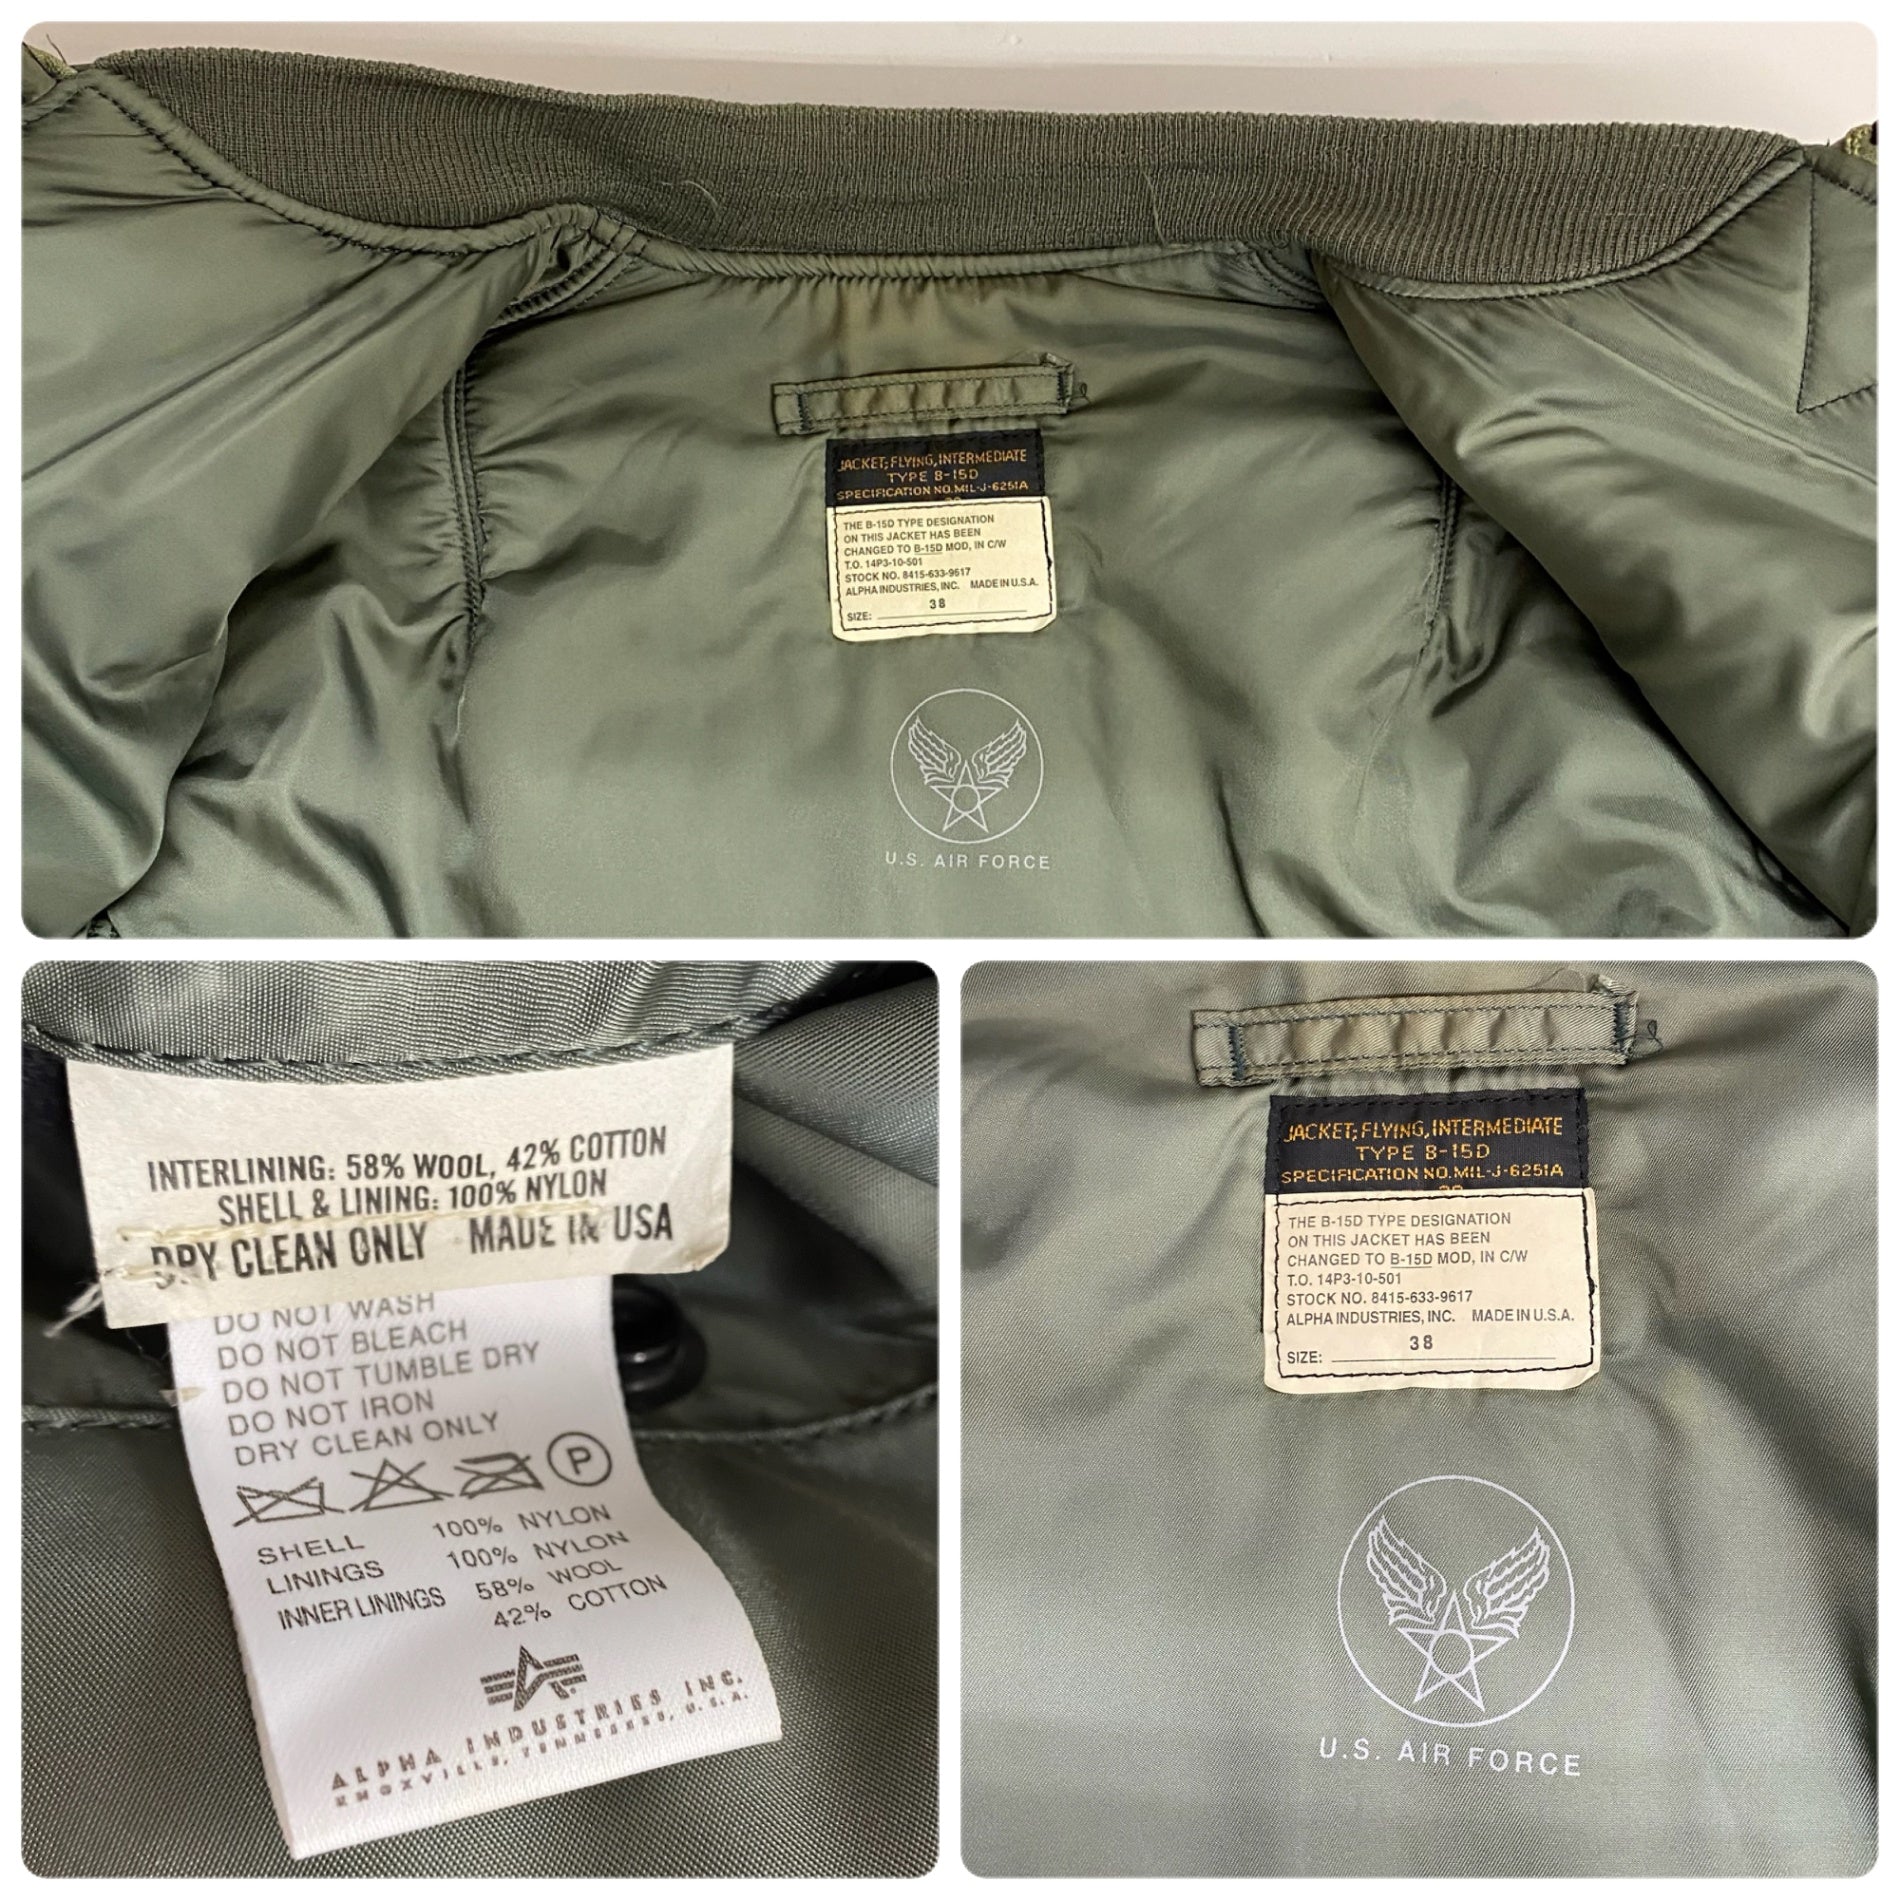 JACKET; FLYING, INTERMEDIATE
TYPE B-15D
SPECIFICATION NO. MIL-J-6251A
THE B-15D TYPE DESIGNATION
ON THIS JACKET HAS BEEN
CHANGED TO B-15D MOD, IN C/W
T.O. 14P3-10-501
STOCK NO. 8415-633-9617
ALPHA INDUSTRIES, INC. MADE IN U.S.A.
38
SIZE:
U.S. AIR FORCE
INTERLINING: 58% WOOL, 42% COTTON
SHELL & LINING: 100% NYLON
DRY CLEAN ONLY MADE IN USA
DO NOT WASH
DO NOT BLEACH
DO NOT TUMBLE DRY
DO NOT IRON
DRY CLEAN ONLY
P
SHELL 100% NYLON
LININGS 100% NYLON
INNER LININGS 58% WOOL
42% COTTON
ALPHA INDUSTRIES INC.
KNOXVILLE, TENNESSEE, U.S.A.
JACKET; FLYING, INTERMEDIATE
TYPE B-15D
SPECIFICATION NO. MIL-J-6251A
THE B-15D TYPE DESIGNATION
ON THIS JACKET HAS BEEN
CHANGED TO B-15D MOD, IN C/W
T.O. 14P3-10-501
STOCK NO. 8415-633-9617
ALPHA INDUSTRIES, INC. MADE IN U.S.A.
38
SIZE:
U.S. AIR FORCE